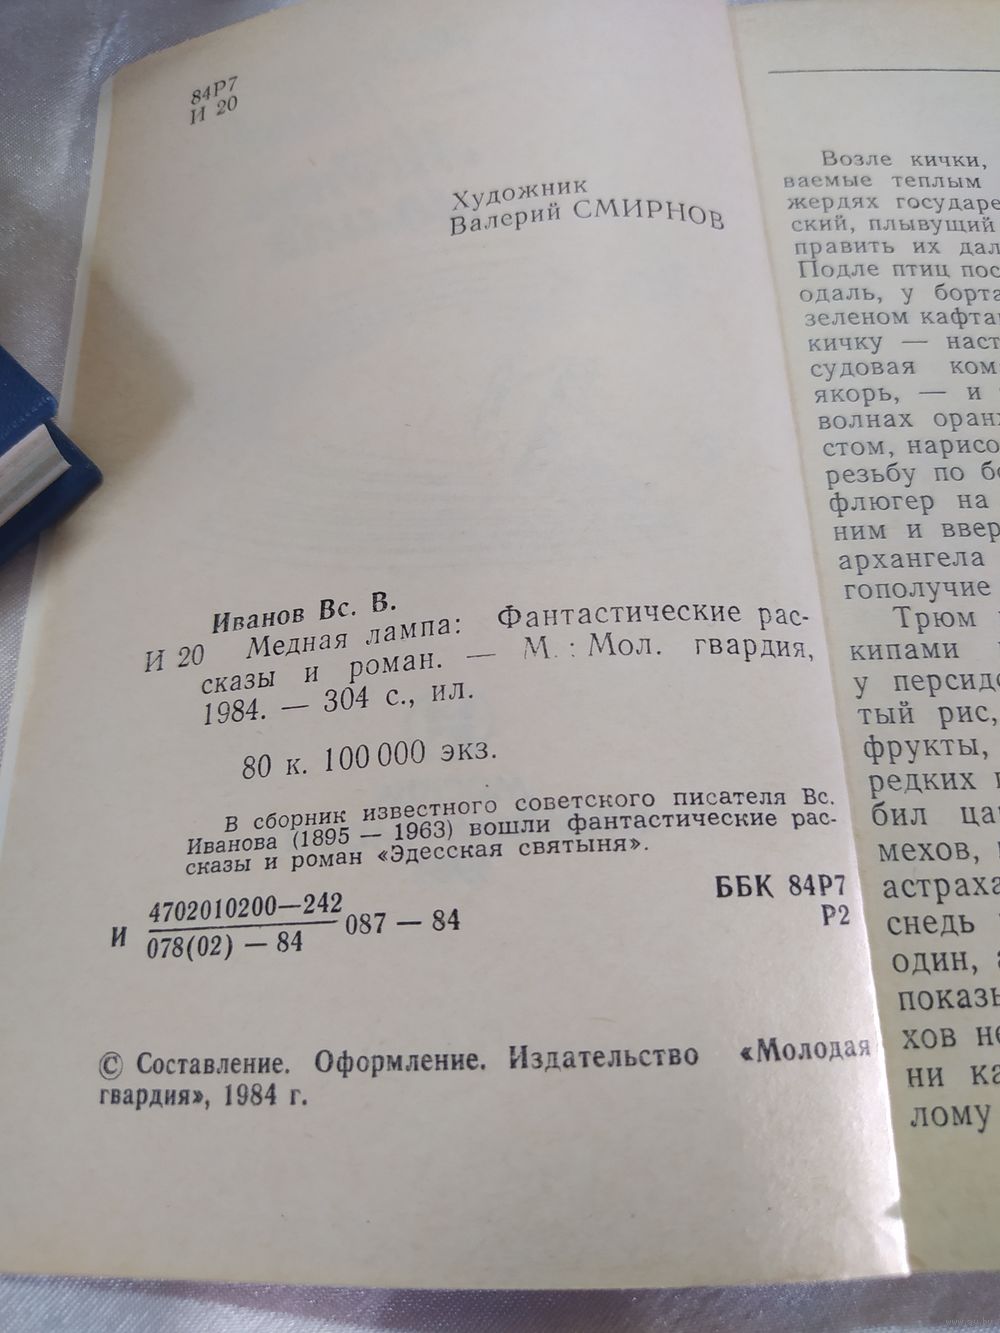 84Р7
И 20
Художник
Валерий СМИРНОВ
Иванов Вс. В.
И 20 Медная лампа: Фантастические рас-
сказы и роман. — М.: Мол. гвардия,
1984. — 304 с., ил.
80 к. 100 000 экз.
В сборник известного советского писателя Вс.
Иванова (1895 — 1963) вошли фантастические рас-
сказы и роман «Эдесская святыня».
И 4702010200—242
078(02) — 84 087 — 84
ББК 84Р7
Р2
© Составление. Оформление. Издательство «Молодая
гвардия», 1984 г.
Возле кички,
ваемые теплым
жердях государе
ский, плывущий
править их дал
Подле птиц пос
одаль, у борта
зеленом кафта
кичку — наст
судовая ком
якорь, — и
волнах оран
стом, нарисо
резьбу по бо
флюгер на
ним и ввер
архангела
гополучие
Трюм
кипами
у персидс
тый рис,
фрукты,
редких
бил ца
мехов,
астраха
снедь
один,
показы
хов не
ни ка
лому